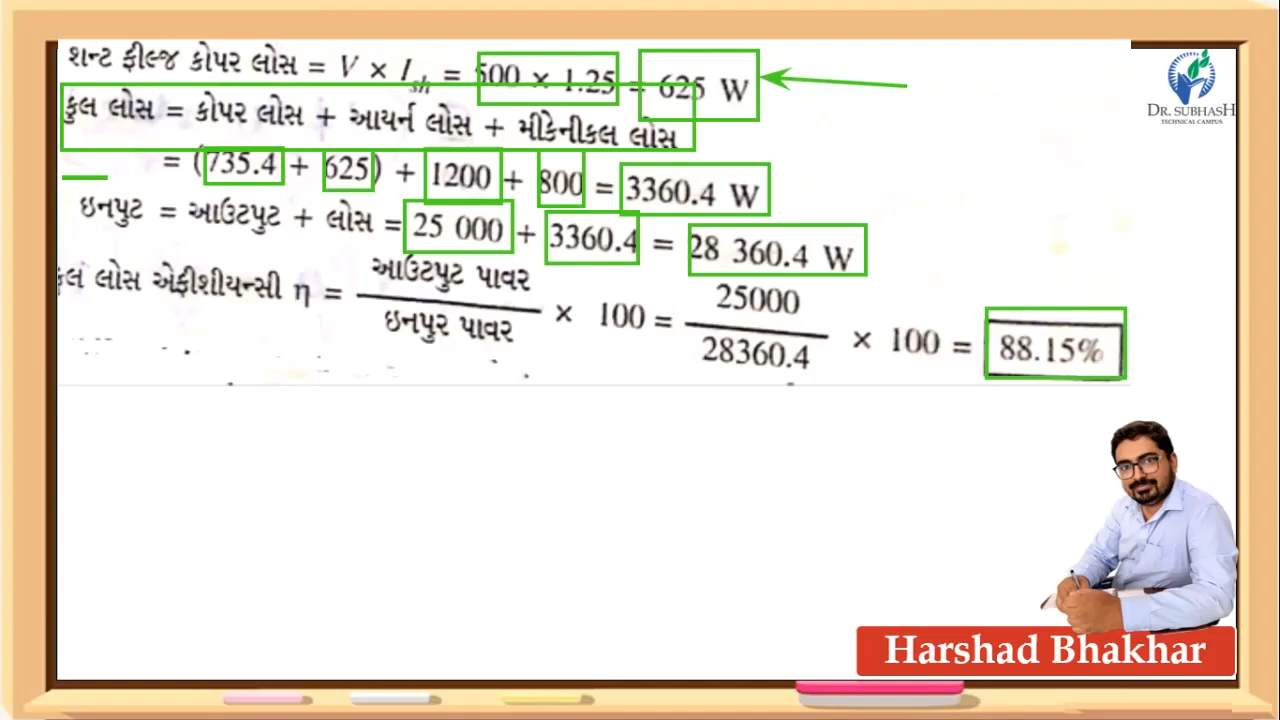 શન્ટ ફીલ્જ કોપર લોસ = V × I_sh = 500 × 1.25 = 625 W
કુલ લોસ = કોપર લોસ + આયર્ન લોસ + મીકેનીકલ લોસ
= (735.4 + 625) + 1200 + 800 = 3360.4 W
ઇનપુટ = આઉટપુટ + લોસ = 25 000 + 3360.4 = 28 360.4 W
કુલ લોસ એફીશીયન્સી η = આઉટપુટ પાવર / ઇનપુર પાવર × 100 = 25000 / 28360.4 × 100 = 88.15%
DR. SUBHASH
TECHNICAL CAMPUS
Harshad Bhakhar